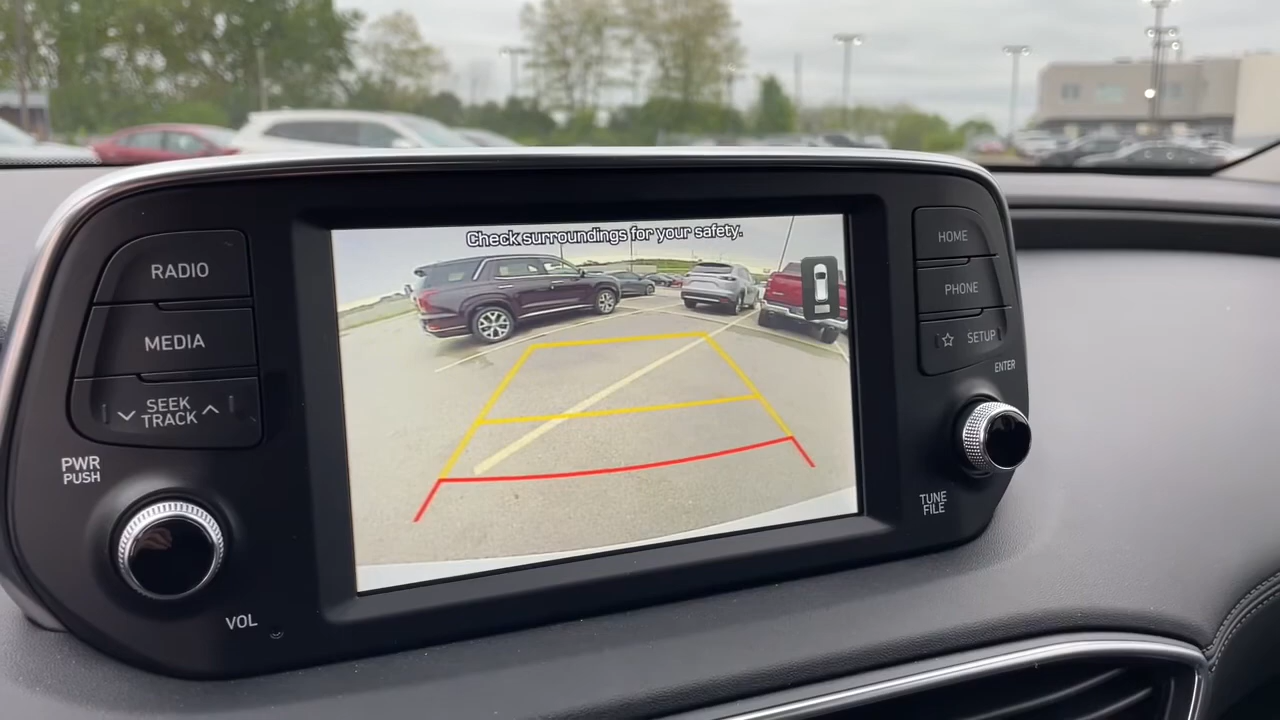 Check surroundings for your safety.
RADIO
MEDIA
SEEK
TRACK
PWR
PUSH
VOL
HOME
PHONE
SETUP
ENTER
TUNE
FILE